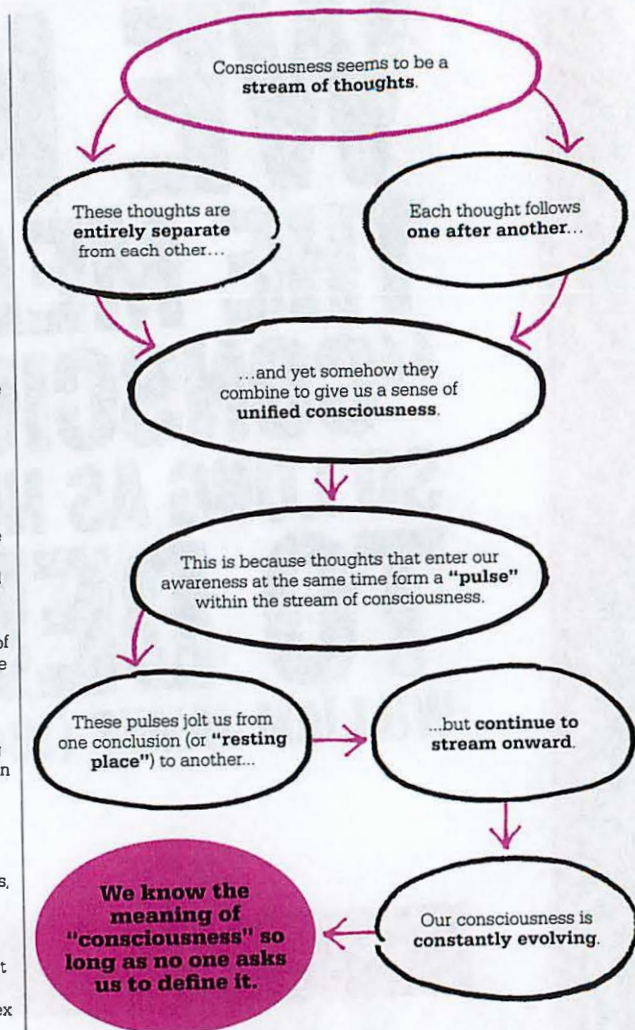 Consciousness seems to be a
stream of thoughts.
These thoughts are
entirely separate
from each other…
Each thought follows
one after another…
…and yet somehow they
combine to give us a sense of
unified consciousness.
This is because thoughts that enter our
awareness at the same time form a "pulse"
within the stream of consciousness.
These pulses jolt us from
one conclusion (or "resting
place") to another…
…but continue to
stream onward.
Our consciousness is
constantly evolving.
We know the
meaning of
"consciousness" so
long as no one asks
us to define it.
of